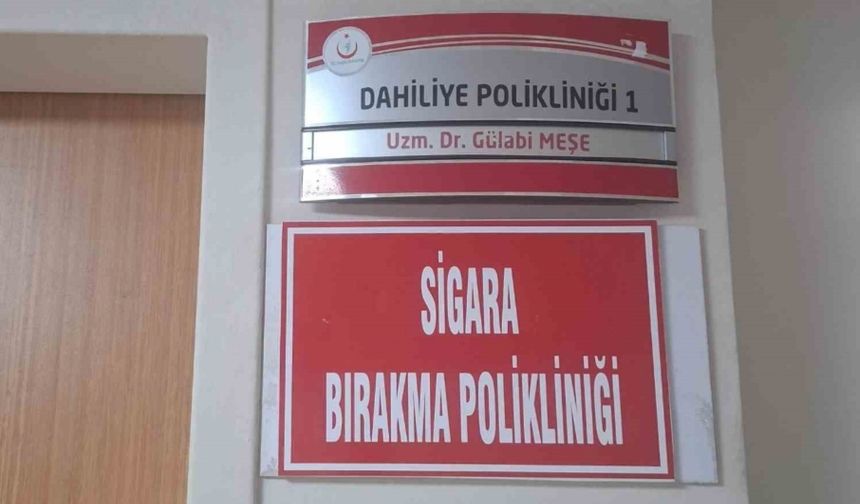 DAHİLİYE POLİKLİNİĞİ 1
Uzm. Dr. Gülabi MEŞE
SİGARA
BIRAKMA POLİKLİNİĞİ